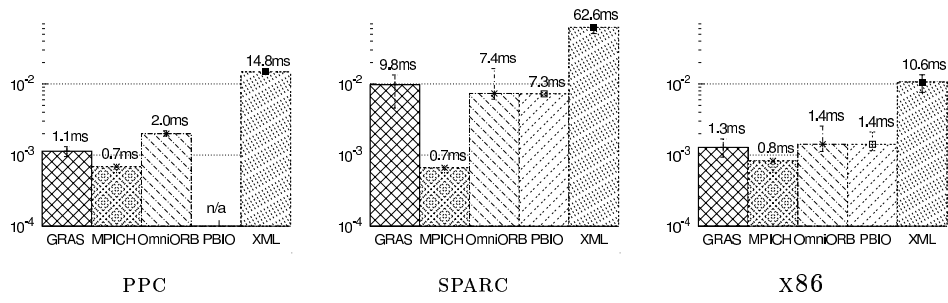 62.6ms
14.8ms
9.8ms
7.4ms
7.3ms
10.6ms
10-2
10-2
10-2
1.1ms
0.7ms
2.0ms
n/a
0.7ms
1.3ms
0.8ms
1.4ms
1.4ms
10-3
10-3
10-3
10-4
10-4
10-4
GRAS MPICH OmniORB PBIO XML
GRAS MPICH OmniORB PBIO XML
GRAS MPICH OmniORB PBIO XML
PPC
SPARC
X86